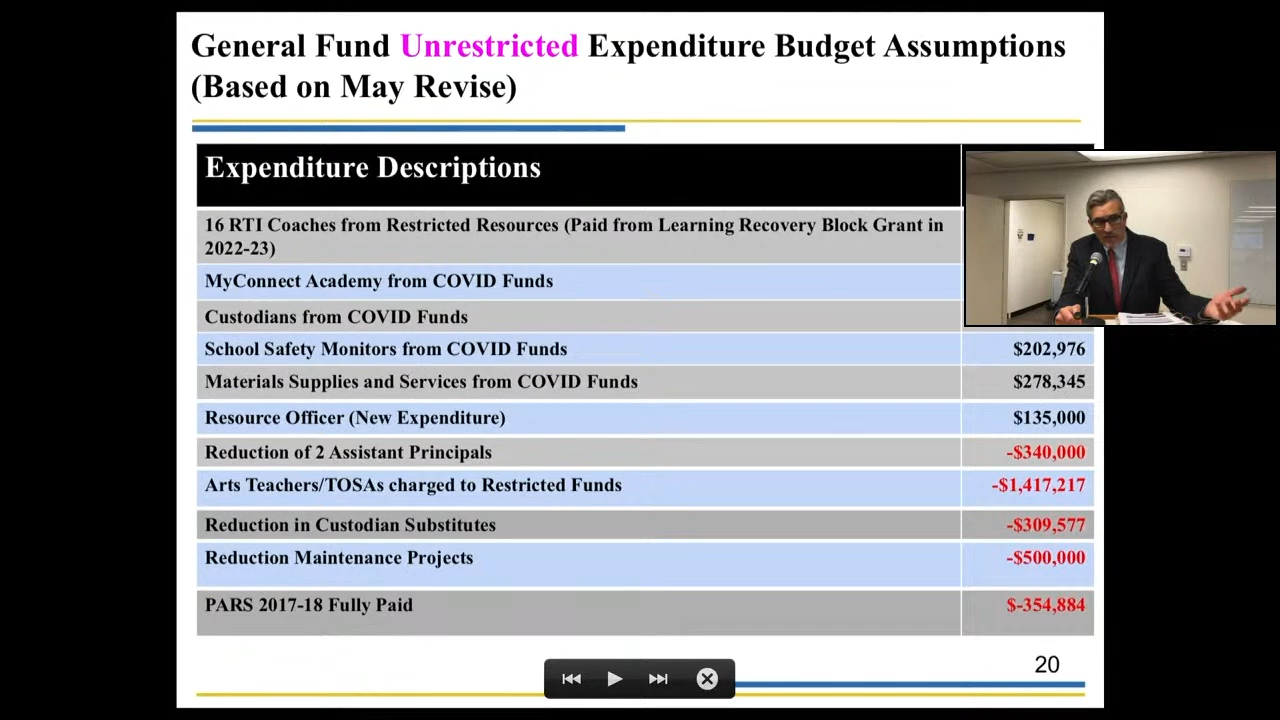 General Fund Unrestricted Expenditure Budget Assumptions
(Based on May Revise)
Expenditure Descriptions
16 RTI Coaches from Restricted Resources (Paid from Learning Recovery Block Grant in
2022-23)
MyConnect Academy from COVID Funds
Custodians from COVID Funds
School Safety Monitors from COVID Funds $202,976
Materials Supplies and Services from COVID Funds $278,345
Resource Officer (New Expenditure) $135,000
Reduction of 2 Assistant Principals -$340,000
Arts Teachers/TOSAs charged to Restricted Funds -$1,417,217
Reduction in Custodian Substitutes -$309,577
Reduction Maintenance Projects -$500,000
PARS 2017-18 Fully Paid $-354,884
20